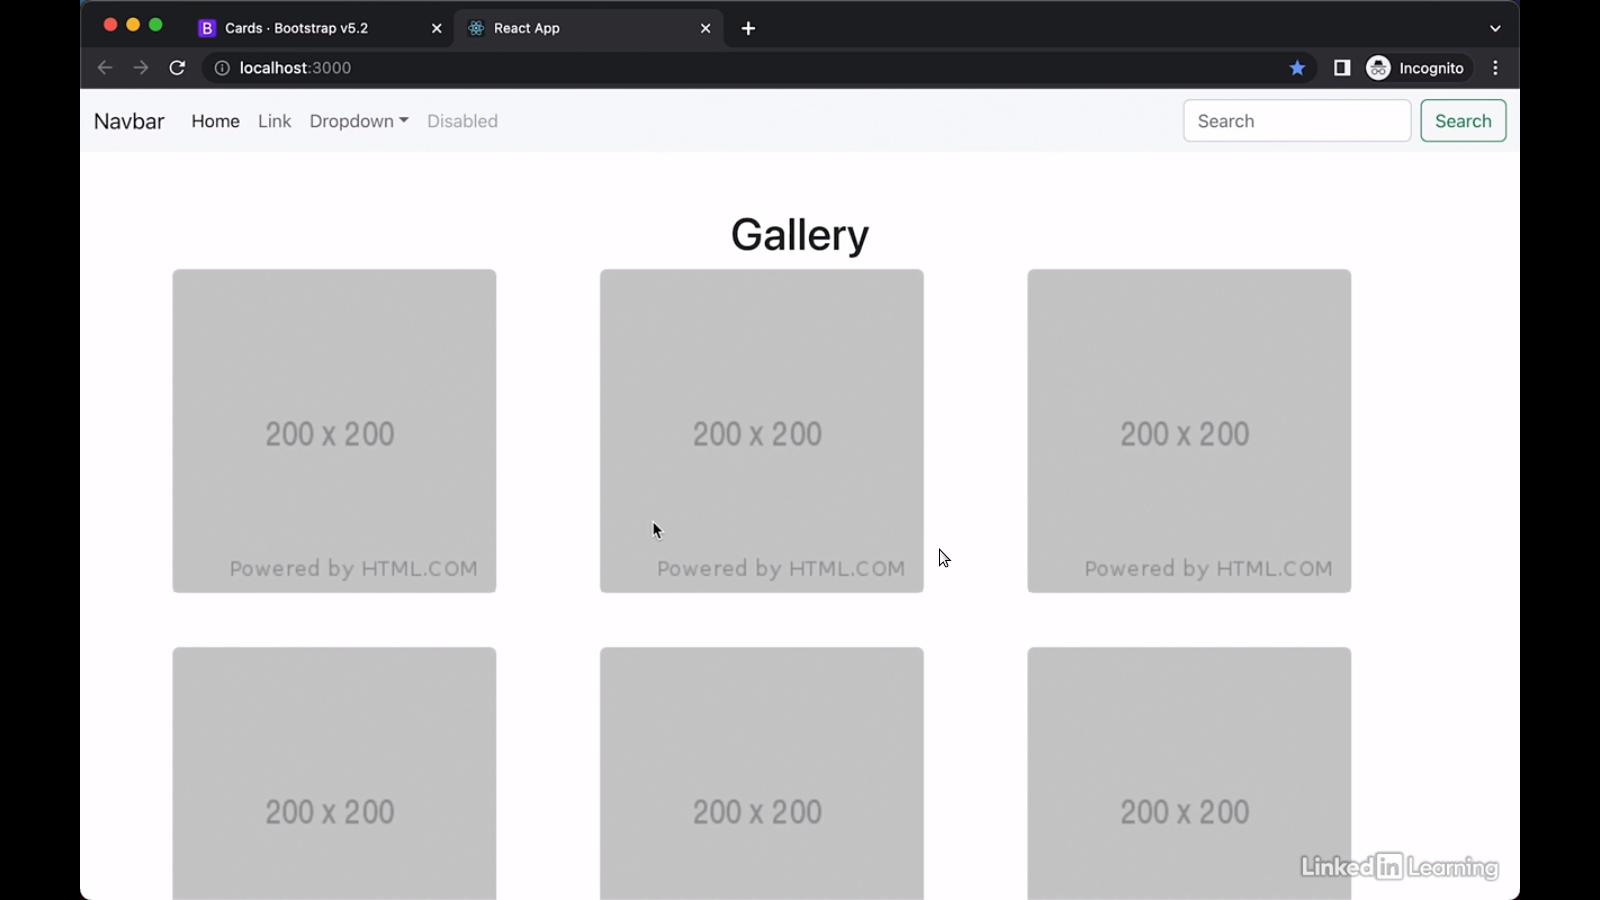 Cards · Bootstrap v5.2
React App
localhost:3000
Incognito
Navbar Home Link Dropdown Disabled Search Search
Gallery
200 x 200 200 x 200 200 x 200
Powered by HTML.COM Powered by HTML.COM Powered by HTML.COM
200 x 200 200 x 200 200 x 200
Linked in Learning